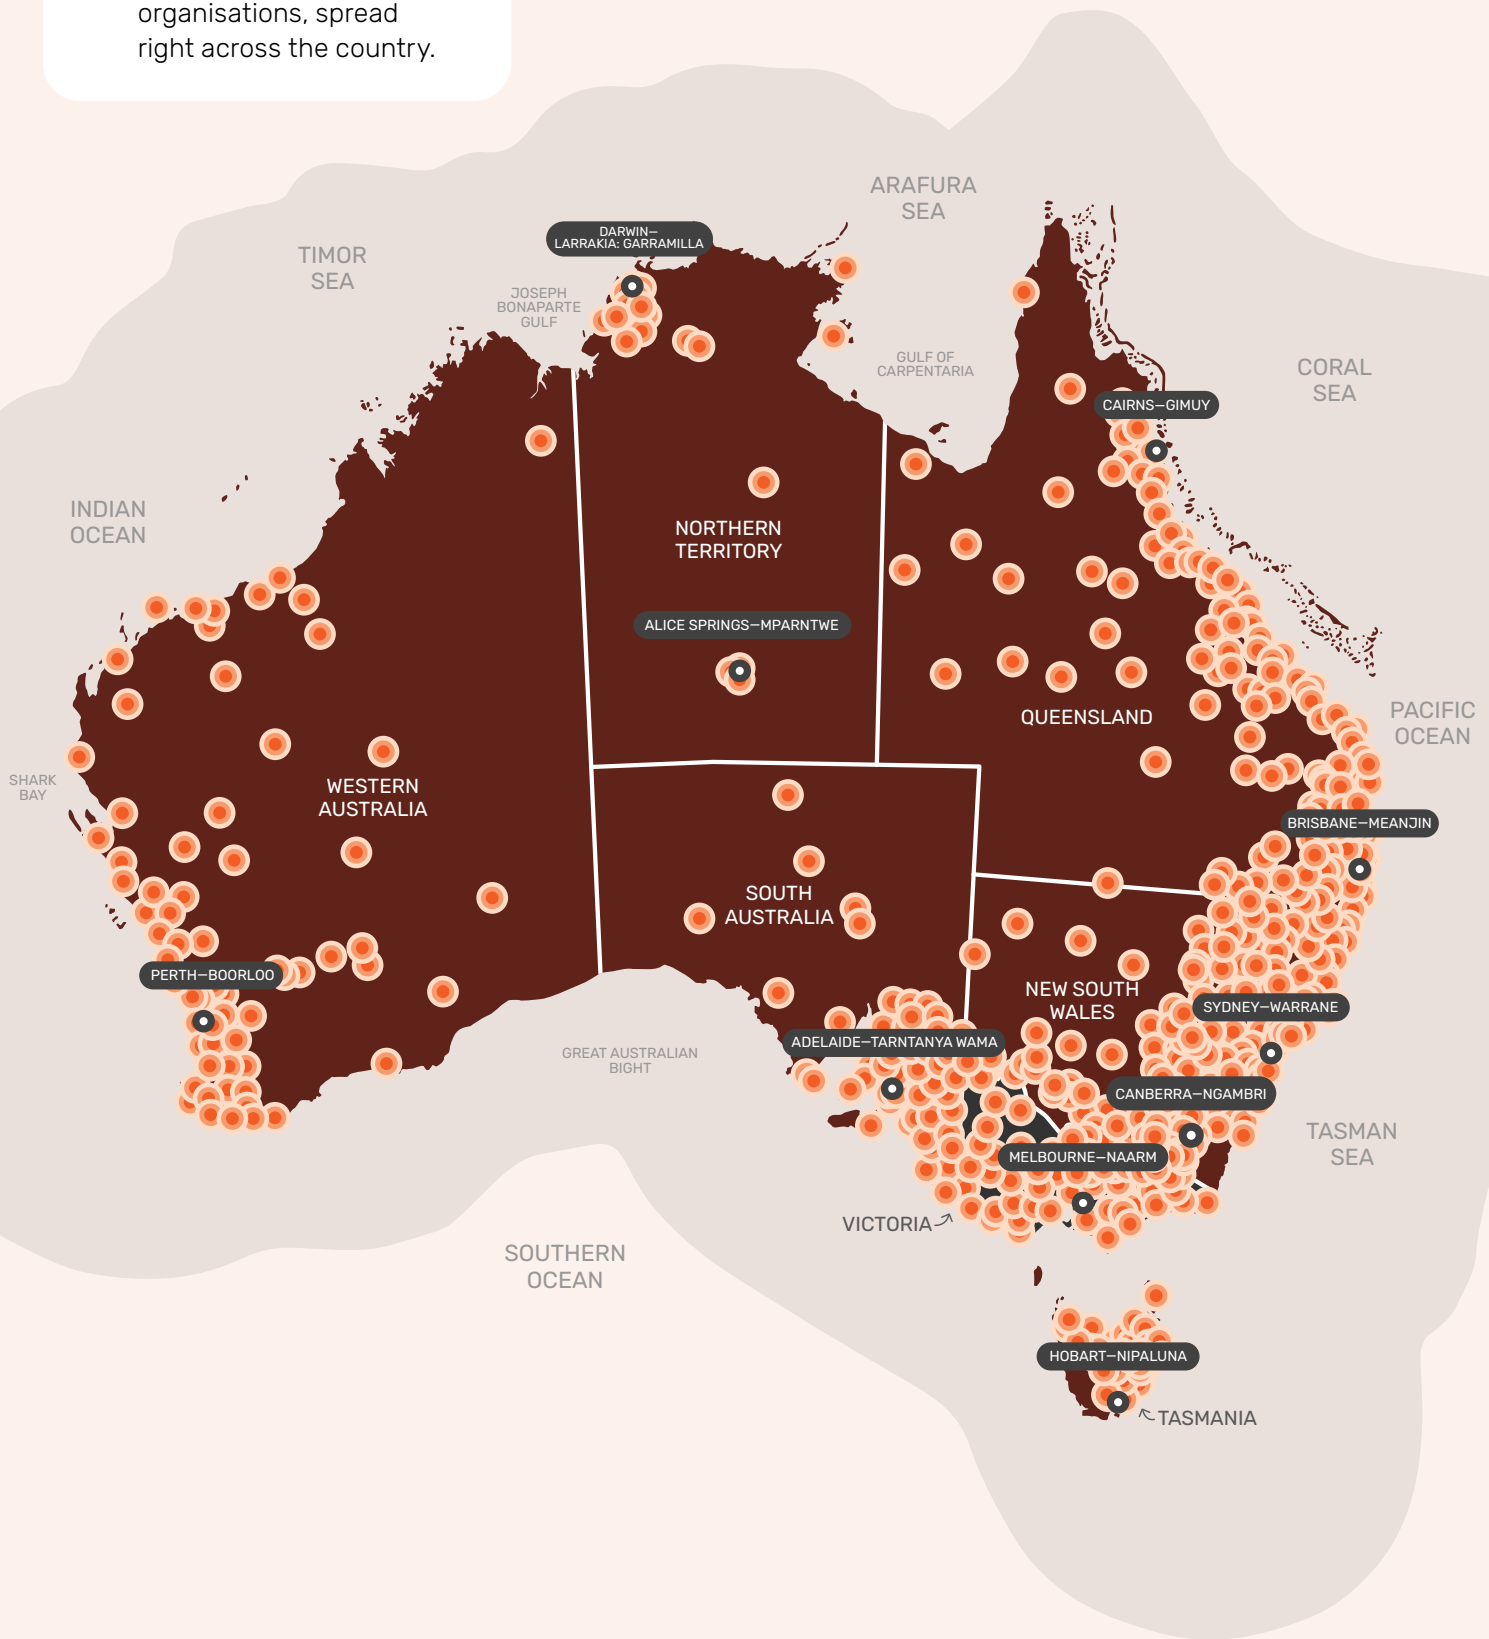 organisations, spread
right across the country.
ARAFURA
SEA
DARWIN—
LARRAKIA: GARRAMILLA
TIMOR
SEA
JOSEPH
BONAPARTE
GULF
GULF OF
CARPENTARIA
CORAL
SEA
CAIRNS—GIMUY
INDIAN
OCEAN
NORTHERN
TERRITORY
ALICE SPRINGS—MPARNTWE
QUEENSLAND
PACIFIC
OCEAN
SHARK
BAY
WESTERN
AUSTRALIA
BRISBANE—MEANJIN
SOUTH
AUSTRALIA
PERTH—BOORLOO
NEW SOUTH
WALES
SYDNEY—WARRANE
ADELAIDE—TARNTANYA WAMA
GREAT AUSTRALIAN
BIGHT
CANBERRA—NGAMBRI
TASMAN
SEA
MELBOURNE—NAARM
VICTORIA
SOUTHERN
OCEAN
HOBART—NIPALUNA
TASMANIA